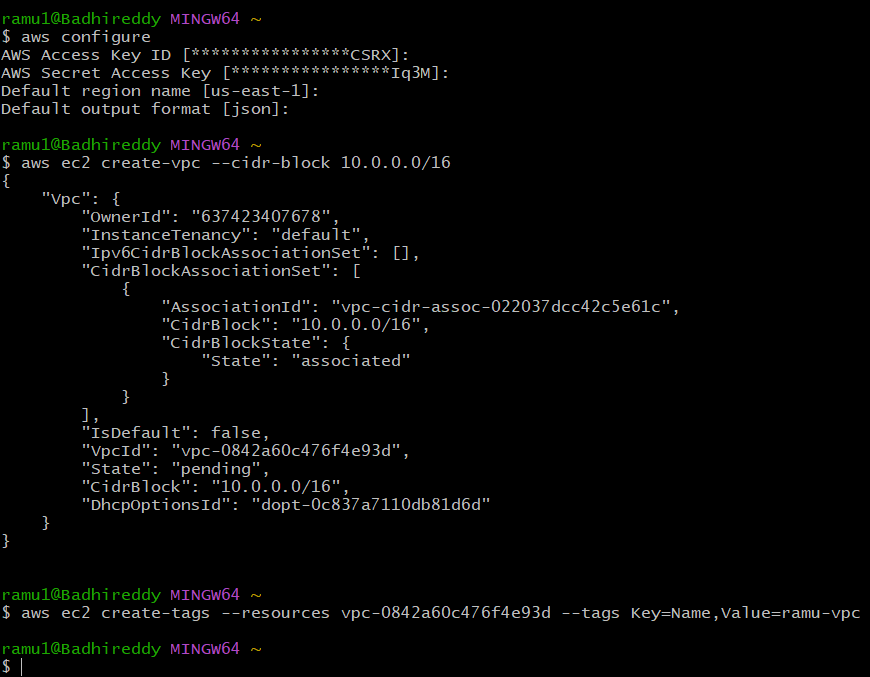 ramu1@Badhireddy MINGW64 ~
$ aws configure
AWS Access Key ID [****************CSRX]:
AWS Secret Access Key [****************Iq3M]:
Default region name [us-east-1]:
Default output format [json]:

ramu1@Badhireddy MINGW64 ~
$ aws ec2 create-vpc --cidr-block 10.0.0.0/16
{
    "Vpc": {
        "OwnerId": "637423407678",
        "InstanceTenancy": "default",
        "Ipv6CidrBlockAssociationSet": [],
        "CidrBlockAssociationSet": [
            {
                "AssociationId": "vpc-cidr-assoc-022037dcc42c5e61c",
                "CidrBlock": "10.0.0.0/16",
                "CidrBlockState": {
                    "State": "associated"
                }
            }
        ],
        "IsDefault": false,
        "VpcId": "vpc-0842a60c476f4e93d",
        "State": "pending",
        "CidrBlock": "10.0.0.0/16",
        "DhcpOptionsId": "dopt-0c837a7110db81d6d"
    }
}

ramu1@Badhireddy MINGW64 ~
$ aws ec2 create-tags --resources vpc-0842a60c476f4e93d --tags Key=Name,Value=ramu-vpc

ramu1@Badhireddy MINGW64 ~
$